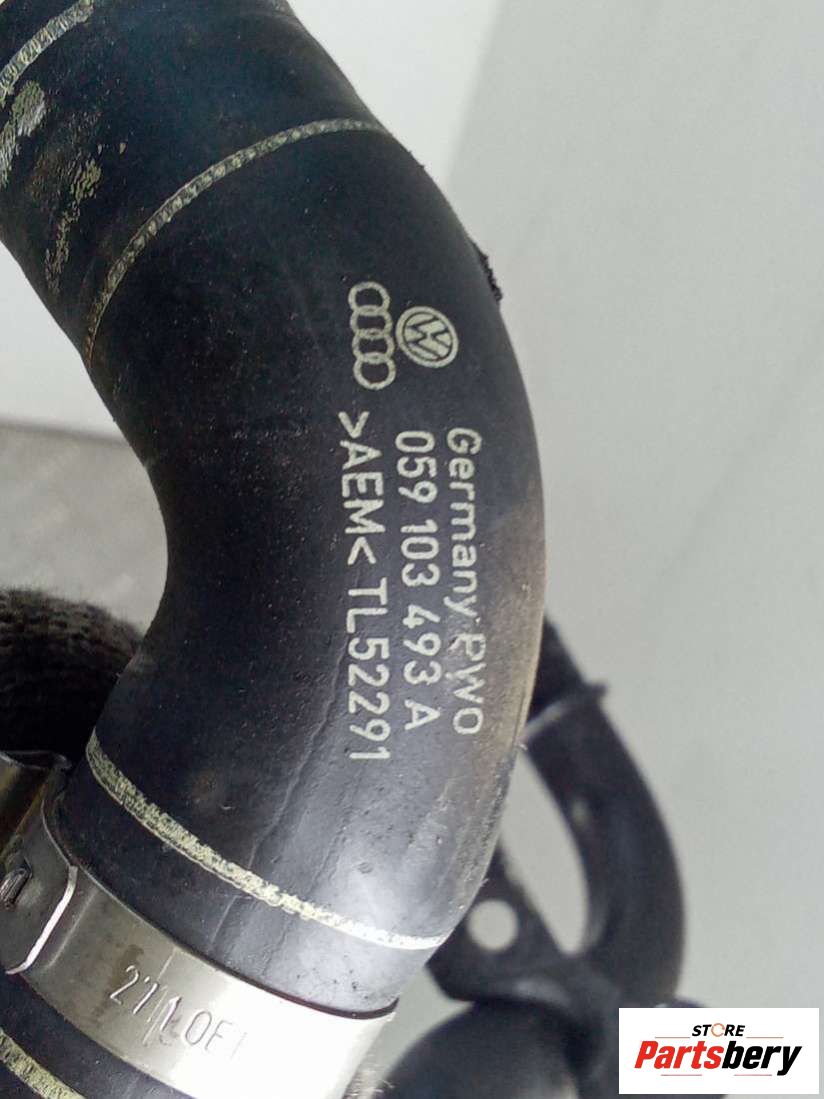 Germany PWO
059 103 493 A
>AEM< TL52291
STORE
Partsbery